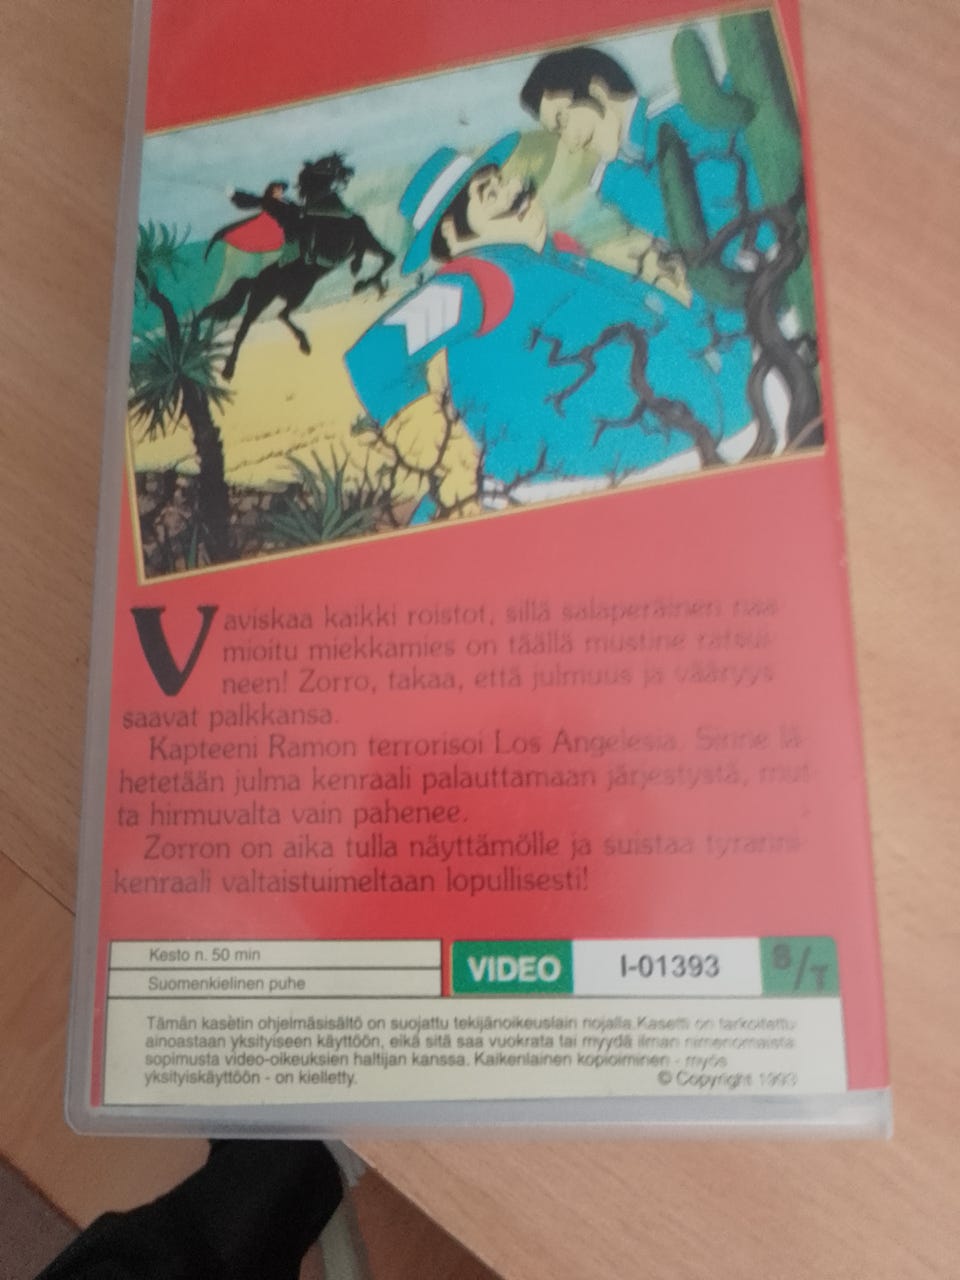 Vaviskaa kaikki roistot, sillä salaperäinen naa-
mioitu miekkamies on täällä mustine ratsui-
neen! Zorro, takaa, että julmuus ja vääryys
saavat palkkansa.
Kapteeni Ramon terrorisoi Los Angelesia. Sinne lä-
hetetään julma kenraali palauttamaan järjestystä, mut-
ta hirmuvalta vain pahenee.
Zorron on aika tulla näyttämölle ja suistaa tyranni-
kenraali valtaistuimeltaan lopullisesti!
Kesto n. 50 min
Suomenkielinen puhe
VIDEO I-01393 S/T
Tämän kasetin ohjelmäsisältö on suojattu tekijänoikeuslain nojalla. Kasetti on tarkoitettu
ainoastaan yksityiseen käyttöön, eikä sitä saa vuokrata tai myydä ilman nimenomaista
sopimusta video-oikeuksien haltijan kanssa. Kaikenlainen kopioiminen - myös
yksityiskäyttöön - on kielletty.
© Copyright 1993